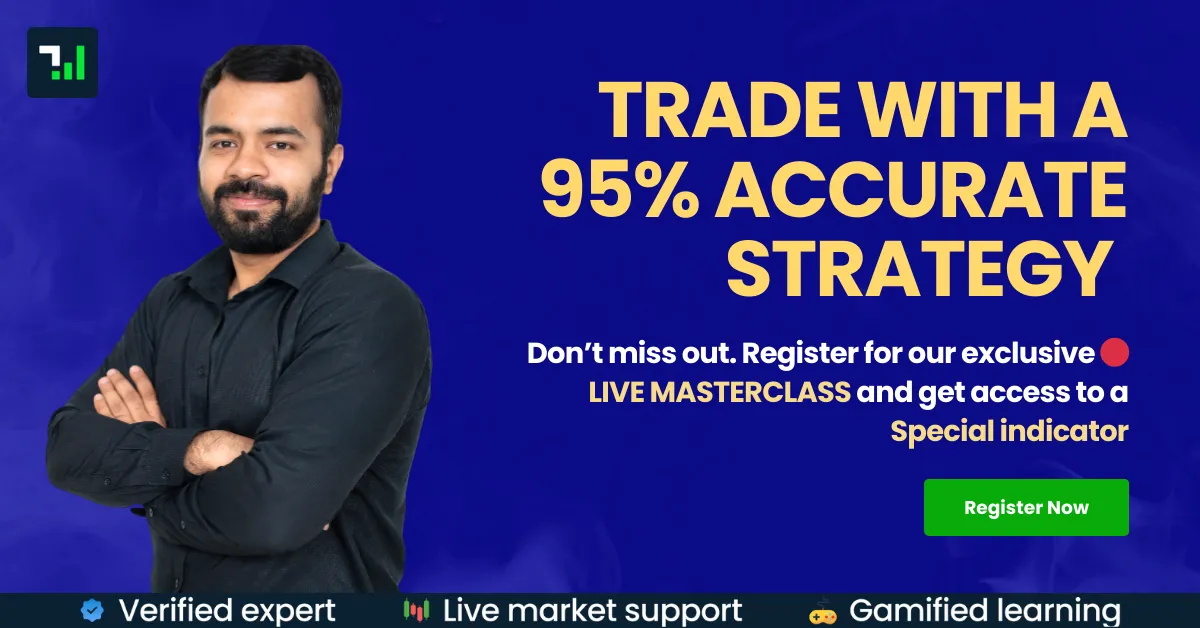 TRADE WITH A
95% ACCURATE
STRATEGY
Don’t miss out. Register for our exclusive
LIVE MASTERCLASS and get access to a
Special indicator
Register Now
Verified expert
Live market support
Gamified learning